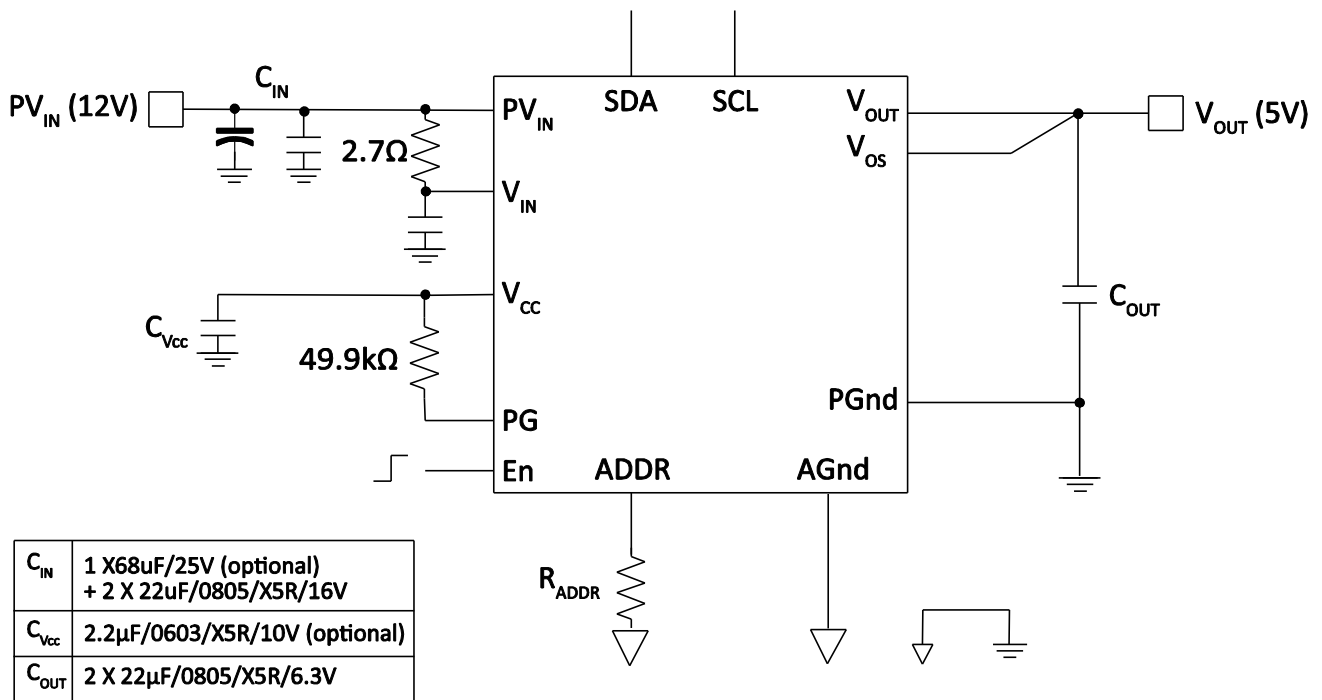 SDA
SCL
C_IN
PV_IN (12V)
PV_IN
V_OUT
V_OUT (5V)
2.7Ω
V_OS
V_IN
V_CC
C_OUT
C_Vcc
49.9kΩ
PGnd
PG
En
ADDR
AGnd
R_ADDR
C_IN 1 X68uF/25V (optional)
+ 2 X 22uF/0805/X5R/16V
C_Vcc 2.2µF/0603/X5R/10V (optional)
C_OUT 2 X 22µF/0805/X5R/6.3V